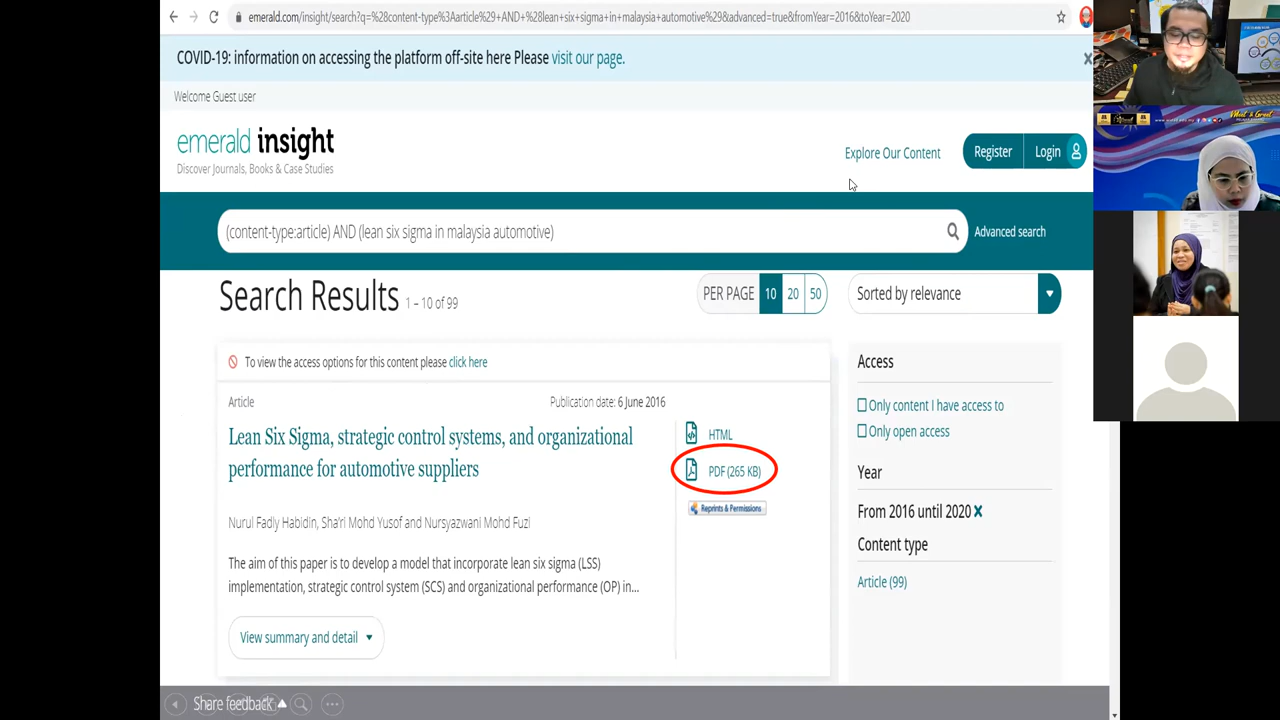 emerald.com/insight/search?q=%28content-type%3Aarticle%29+AND+%28lean+six+sigma+in+malaysia+automotive%29&advanced=true&fromYear=2016&toYear=2020
COVID-19: information on accessing the platform off-site here Please visit our page.
Welcome Guest user
emerald insight
Discover Journals, Books & Case Studies
Explore Our Content
Register
Login
(content-type:article) AND (lean six sigma in malaysia automotive)
Advanced search
Search Results 1 – 10 of 99
PER PAGE 10 20 50
Sorted by relevance
To view the access options for this content please click here
Article
Publication date: 6 June 2016
Lean Six Sigma, strategic control systems, and organizational
performance for automotive suppliers
HTML
PDF (265 KB)
Reprints & Permissions
Nurul Fadly Habidin, Sha'Ri Mohd Yusof and Nursyazwani Mohd Fuzi
The aim of this paper is to develop a model that incorporate lean six sigma (LSS)
implementation, strategic control system (SCS) and organizational performance (OP) in...
View summary and detail
Access
Only content I have access to
Only open access
Year
From 2016 until 2020
Content type
Article (99)
Share feedback